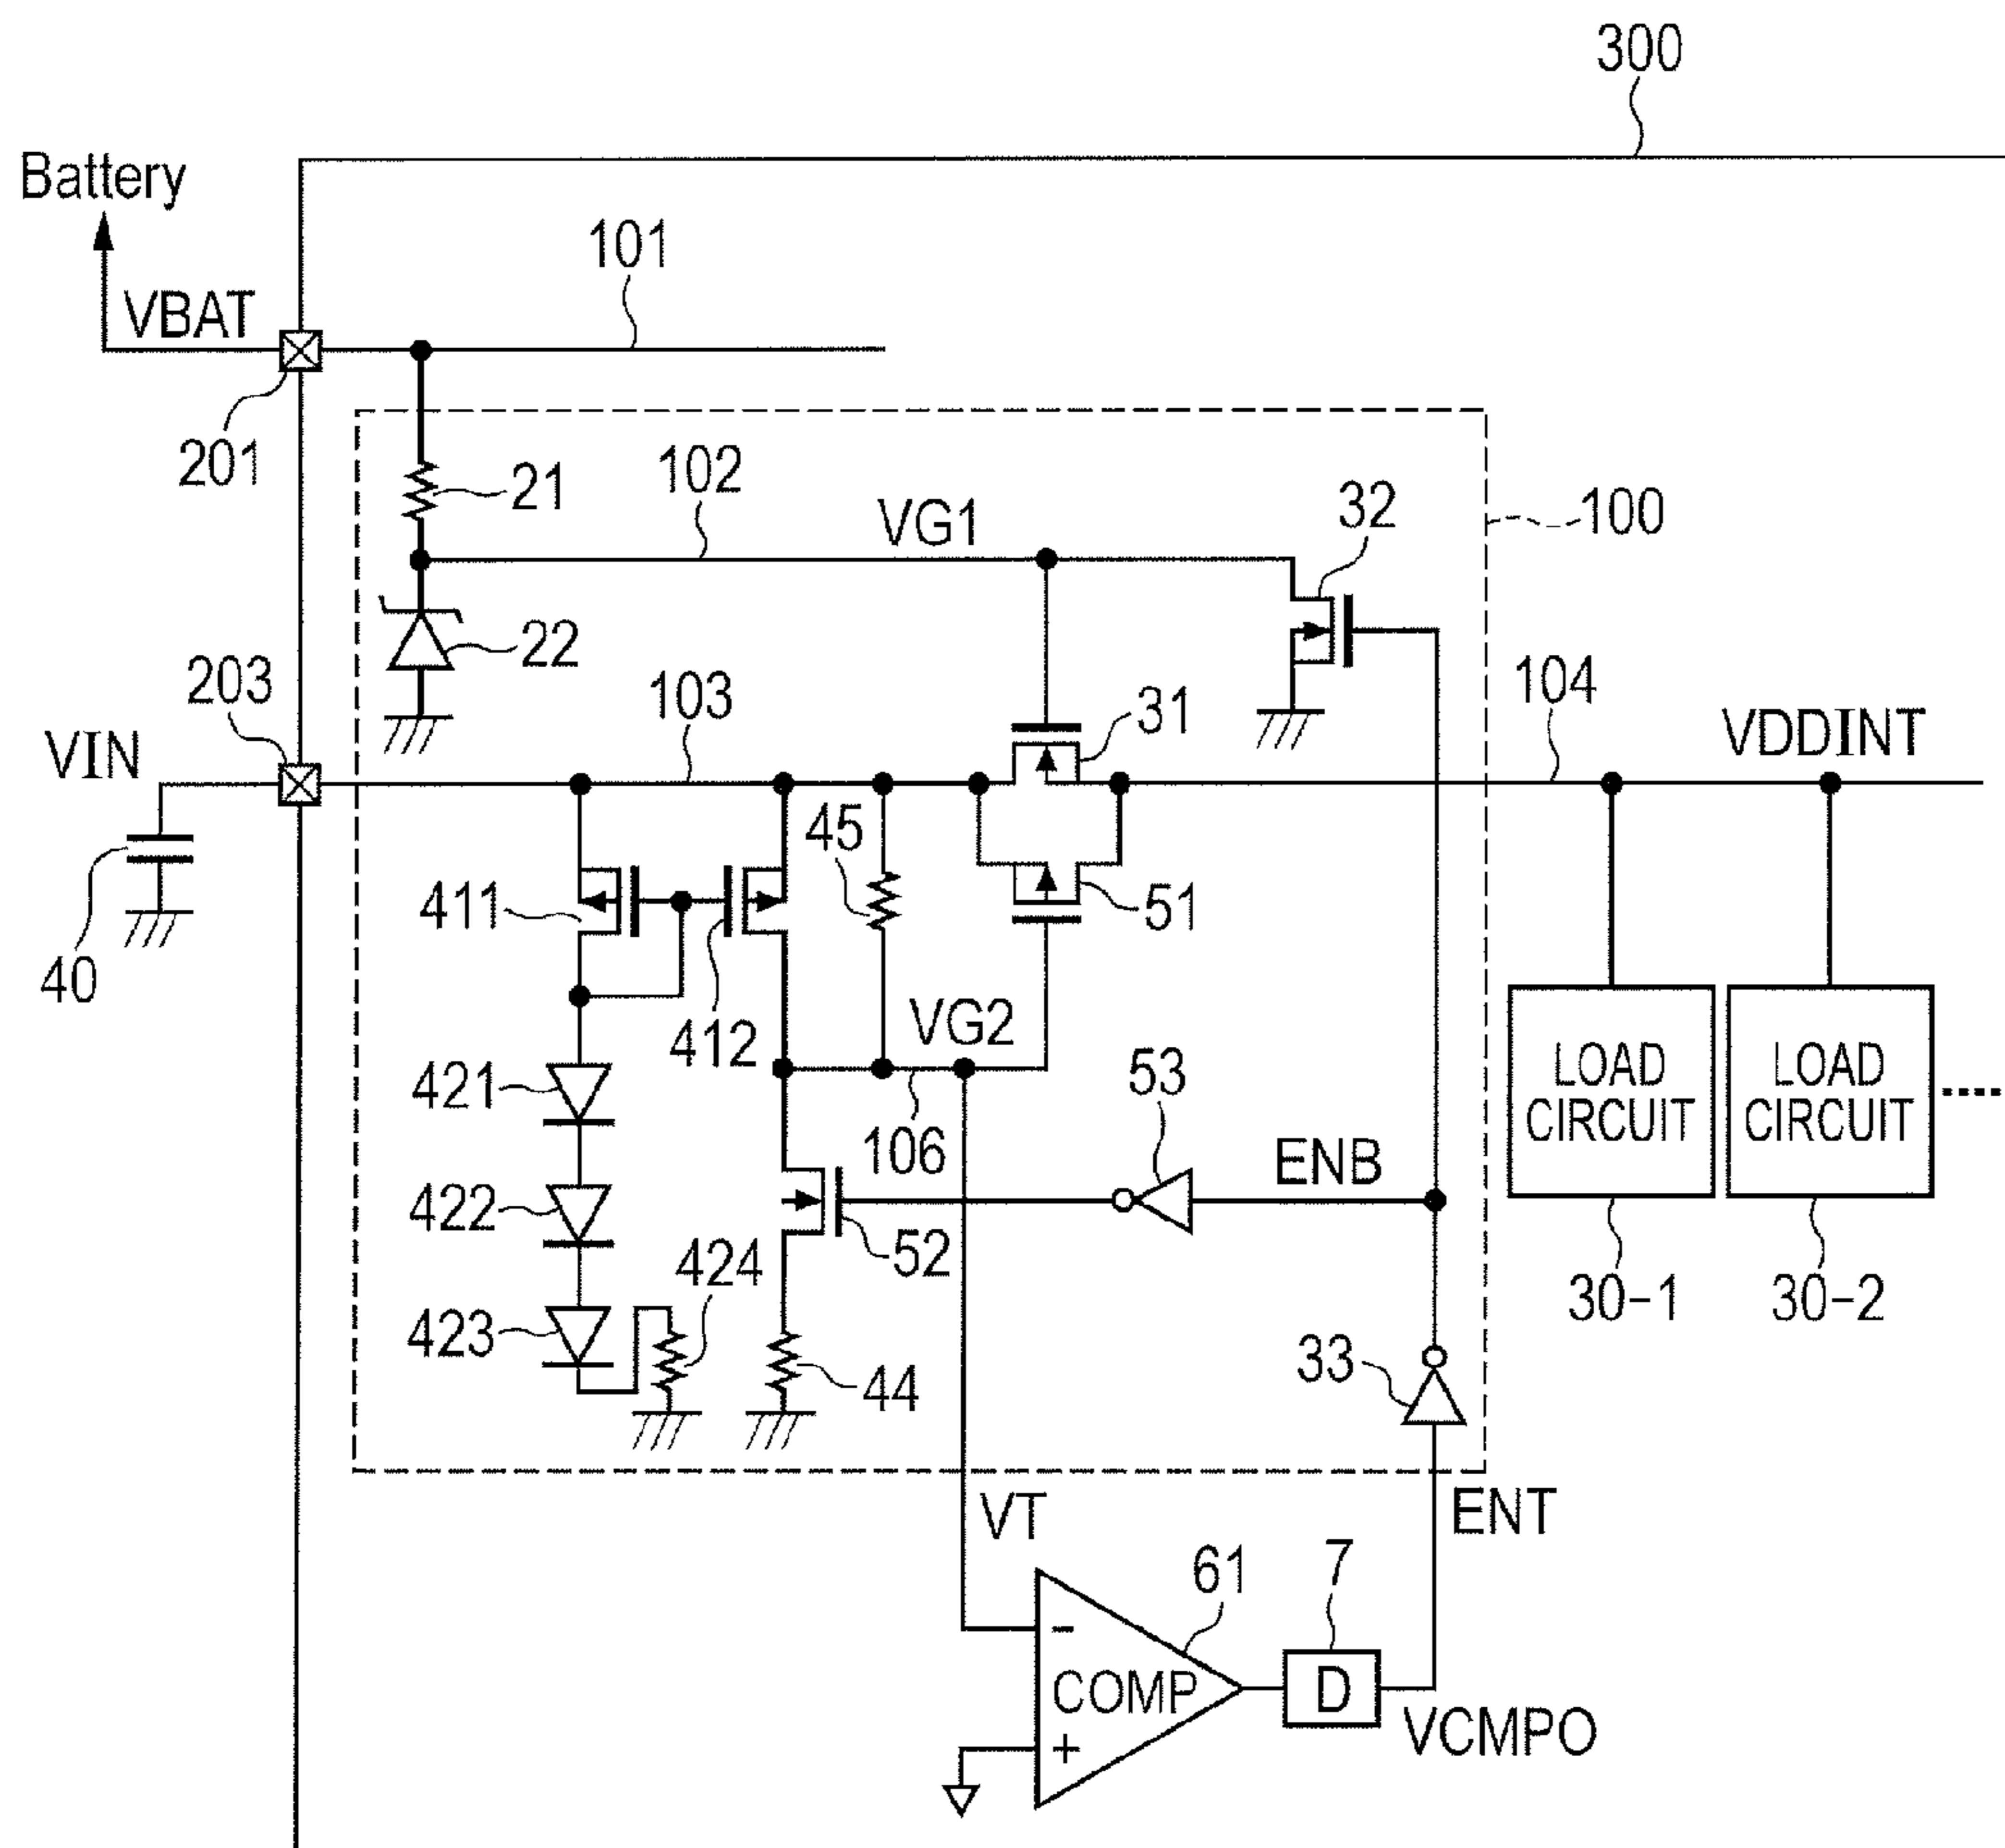 300
Battery
101
VBAT
201
21
102
VG1
32
100
22
203
103
31
104
VIN
VDDINT
45
411
51
40
412
VG2
LOAD
CIRCUIT
LOAD
CIRCUIT
.....
421
53
106
ENB
422
52
424
30-1
30-2
423
44
33
VT
ENT
7
61
-
COMP
D
+
VCMPO